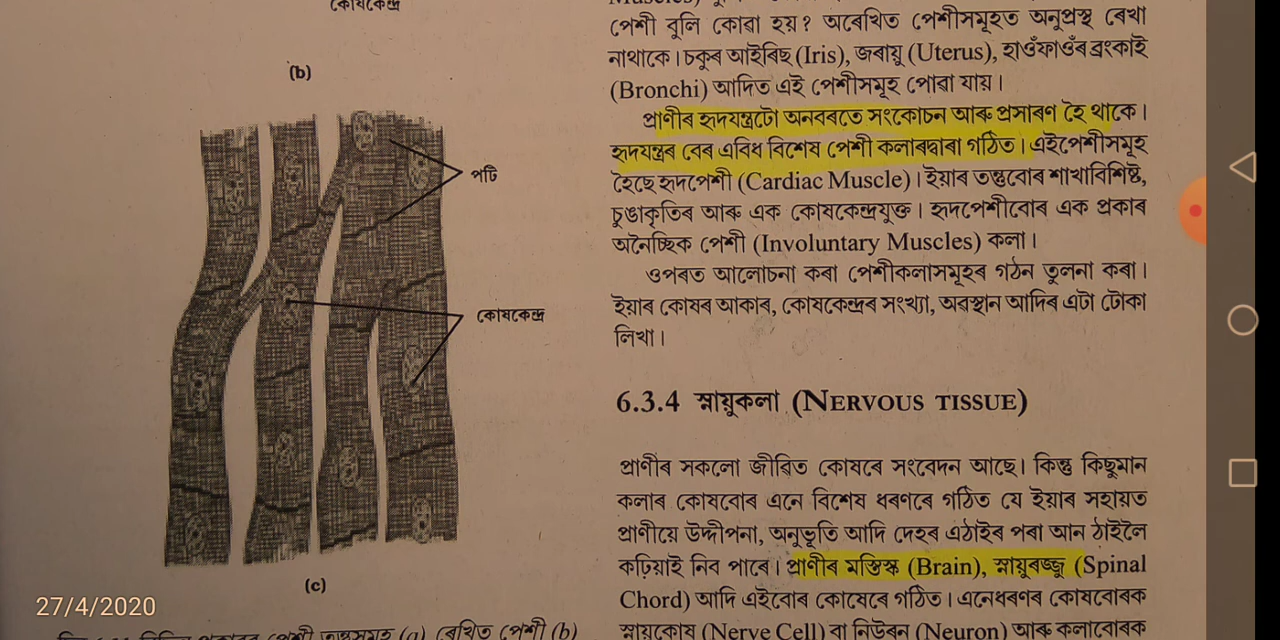 কোষকেন্দ্ৰ
(b)
পটি
কোষকেন্দ্ৰ
(c)
27/4/2020
পেশী বুলি কোৱা হয়? অৰেখিত পেশীসমূহত অনুপ্ৰস্থ ৰেখা
নাথাকে। চকুৰ আইৰিছ (Iris), জৰায়ু (Uterus), হাওঁফাওঁৰ ব্ৰংকাই
(Bronchi) আদিত এই পেশীসমূহ পোৱা যায়।
প্ৰাণীৰ হৃদযন্ত্ৰটো অনবৰতে সংকোচন আৰু প্ৰসাৰণ হৈ থাকে।
হৃদযন্ত্ৰৰ বেৰ এবিধ বিশেষ পেশী কলাৰদ্বাৰা গঠিত। এইপেশীসমূহ
হৈছে হৃদপেশী (Cardiac Muscle)। ইয়াৰ তন্তুবোৰ শাখাবিশিষ্ট,
চুঙাকৃতিৰ আৰু এক কোষকেন্দ্ৰযুক্ত। হৃদপেশীবোৰ এক প্ৰকাৰ
অনৈচ্ছিক পেশী (Involuntary Muscles) কলা।
ওপৰত আলোচনা কৰা পেশীকলাসমূহৰ গঠন তুলনা কৰা।
ইয়াৰ কোষৰ আকাৰ, কোষকেন্দ্ৰৰ সংখ্যা, অৱস্থান আদিৰ এটা টোকা
লিখা।
6.3.4 স্নায়ুকলা (NERVOUS TISSUE)
প্ৰাণীৰ সকলো জীৱিত কোষৰে সংবেদন আছে। কিন্তু কিছুমান
কলাৰ কোষবোৰ এনে বিশেষ ধৰণৰে গঠিত যে ইয়াৰ সহায়ত
প্ৰাণীয়ে উদ্দীপনা, অনুভূতি আদি দেহৰ এঠাইৰ পৰা আন ঠাইলৈ
কঢ়িয়াই নিব পাৰে। প্ৰাণীৰ মস্তিস্ক (Brain), স্নায়ুৰজ্জু (Spinal
Chord) আদি এইবোৰ কোষেৰে গঠিত। এনেধৰণৰ কোষবোৰক
স্নায়ুকোষ (Nerve Cell) বা নিউৰন (Neuron) আৰু কলাবোৰক